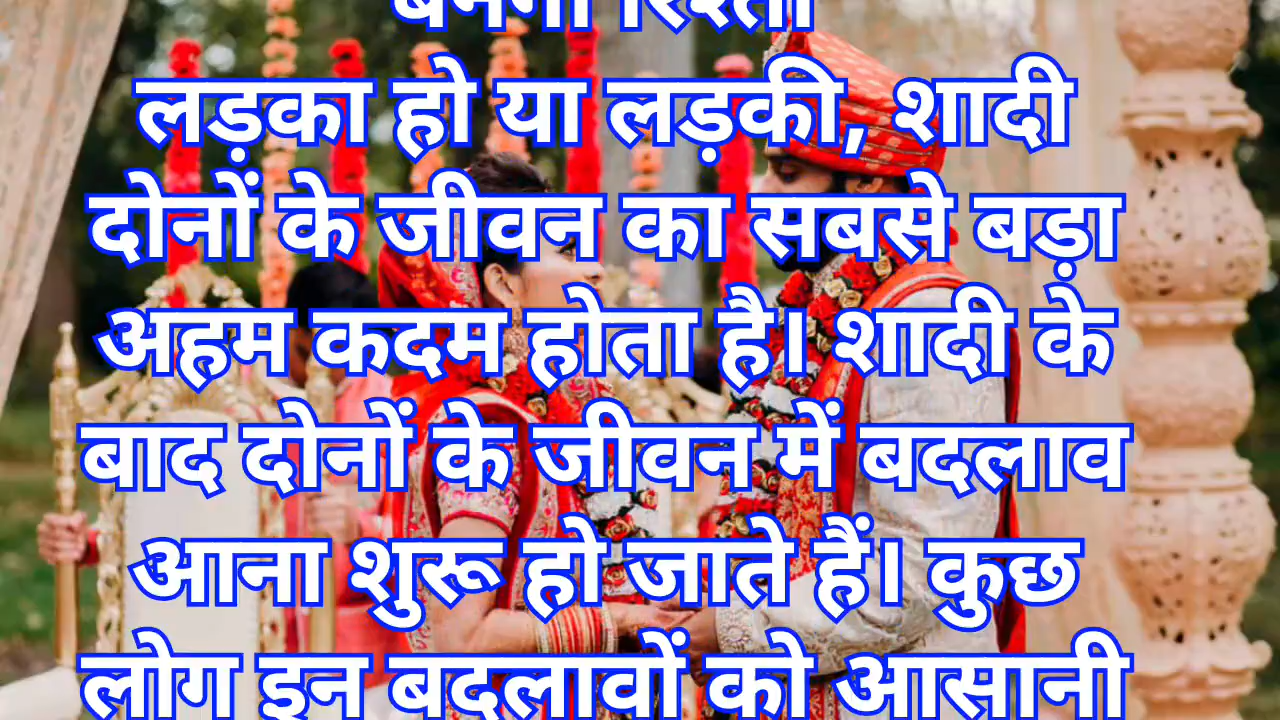 बनेगा रिश्ता
लड़का हो या लड़की, शादी
दोनों के जीवन का सबसे बड़ा
अहम कदम होता है। शादी के
बाद दोनों के जीवन में बदलाव
आना शुरू हो जाते हैं। कुछ
लोग इन बदलावों को आसानी